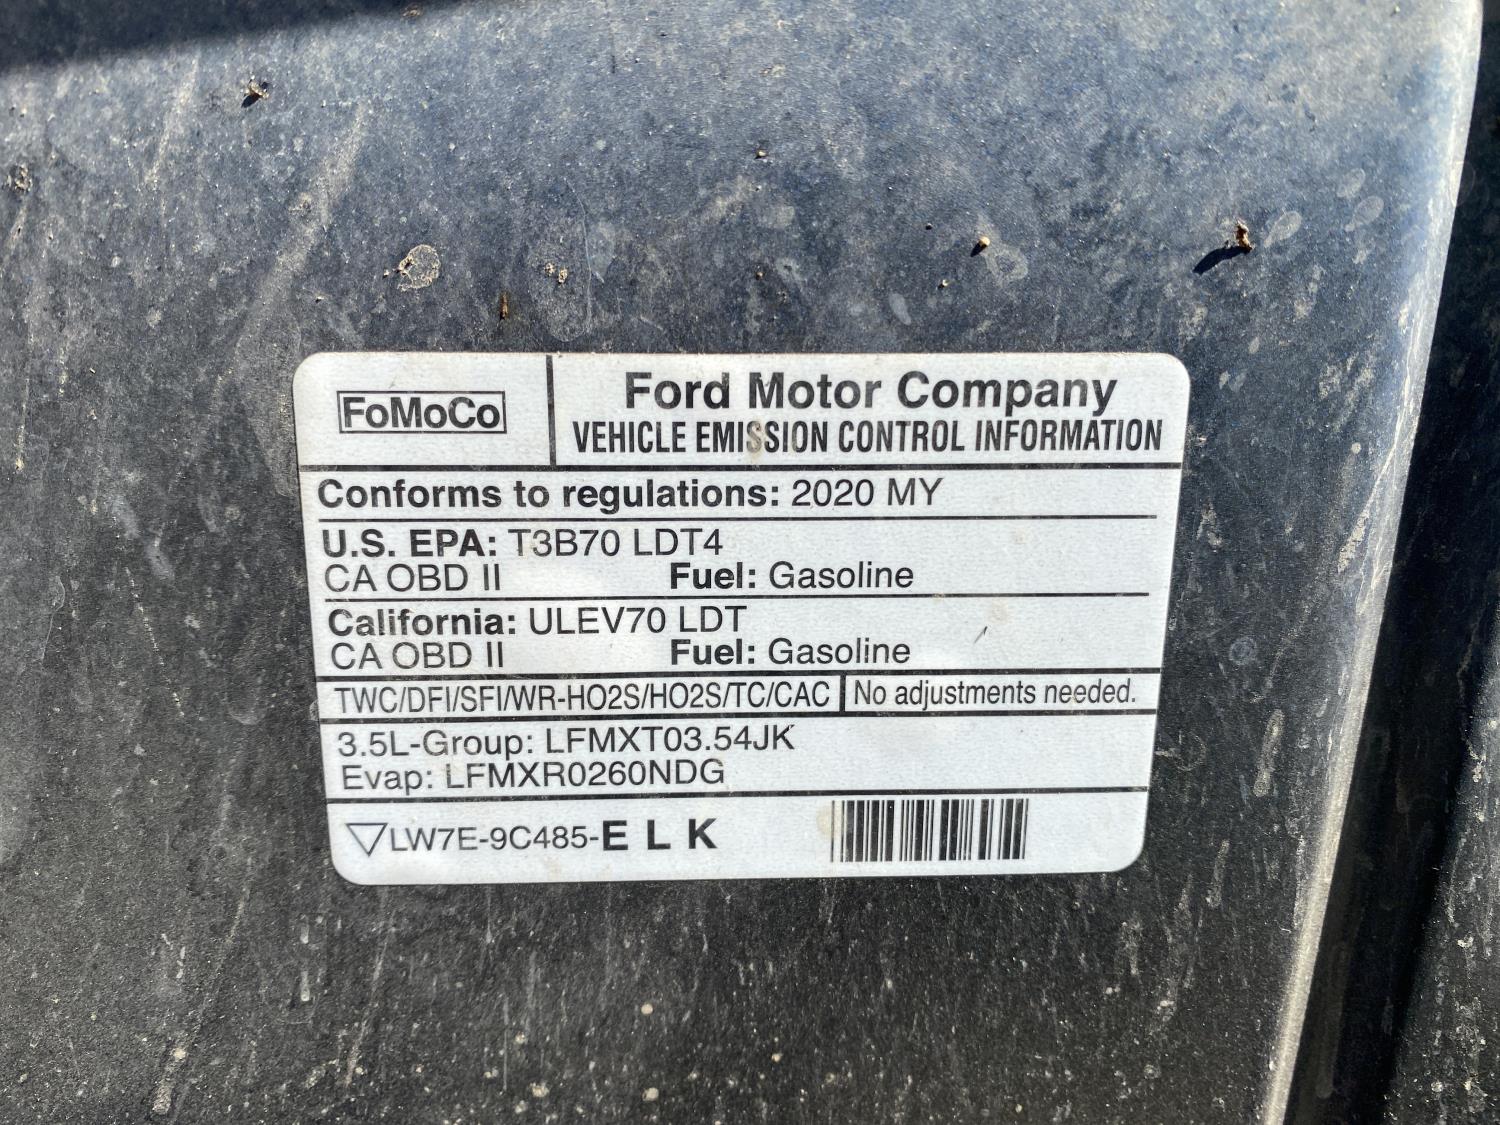 FoMoCo
Ford Motor Company
VEHICLE EMISSION CONTROL INFORMATION
Conforms to regulations: 2020 MY
U.S. EPA: T3B70 LDT4
CA OBD II Fuel: Gasoline
California: ULEV70 LDT
CA OBD II Fuel: Gasoline
TWC/DFI/SFI/WR-HO2S/HO2S/TC/CAC No adjustments needed.
3.5L-Group: LFMXT03.54JK
Evap: LFMXR0260NDG
LW7E-9C485-E L K